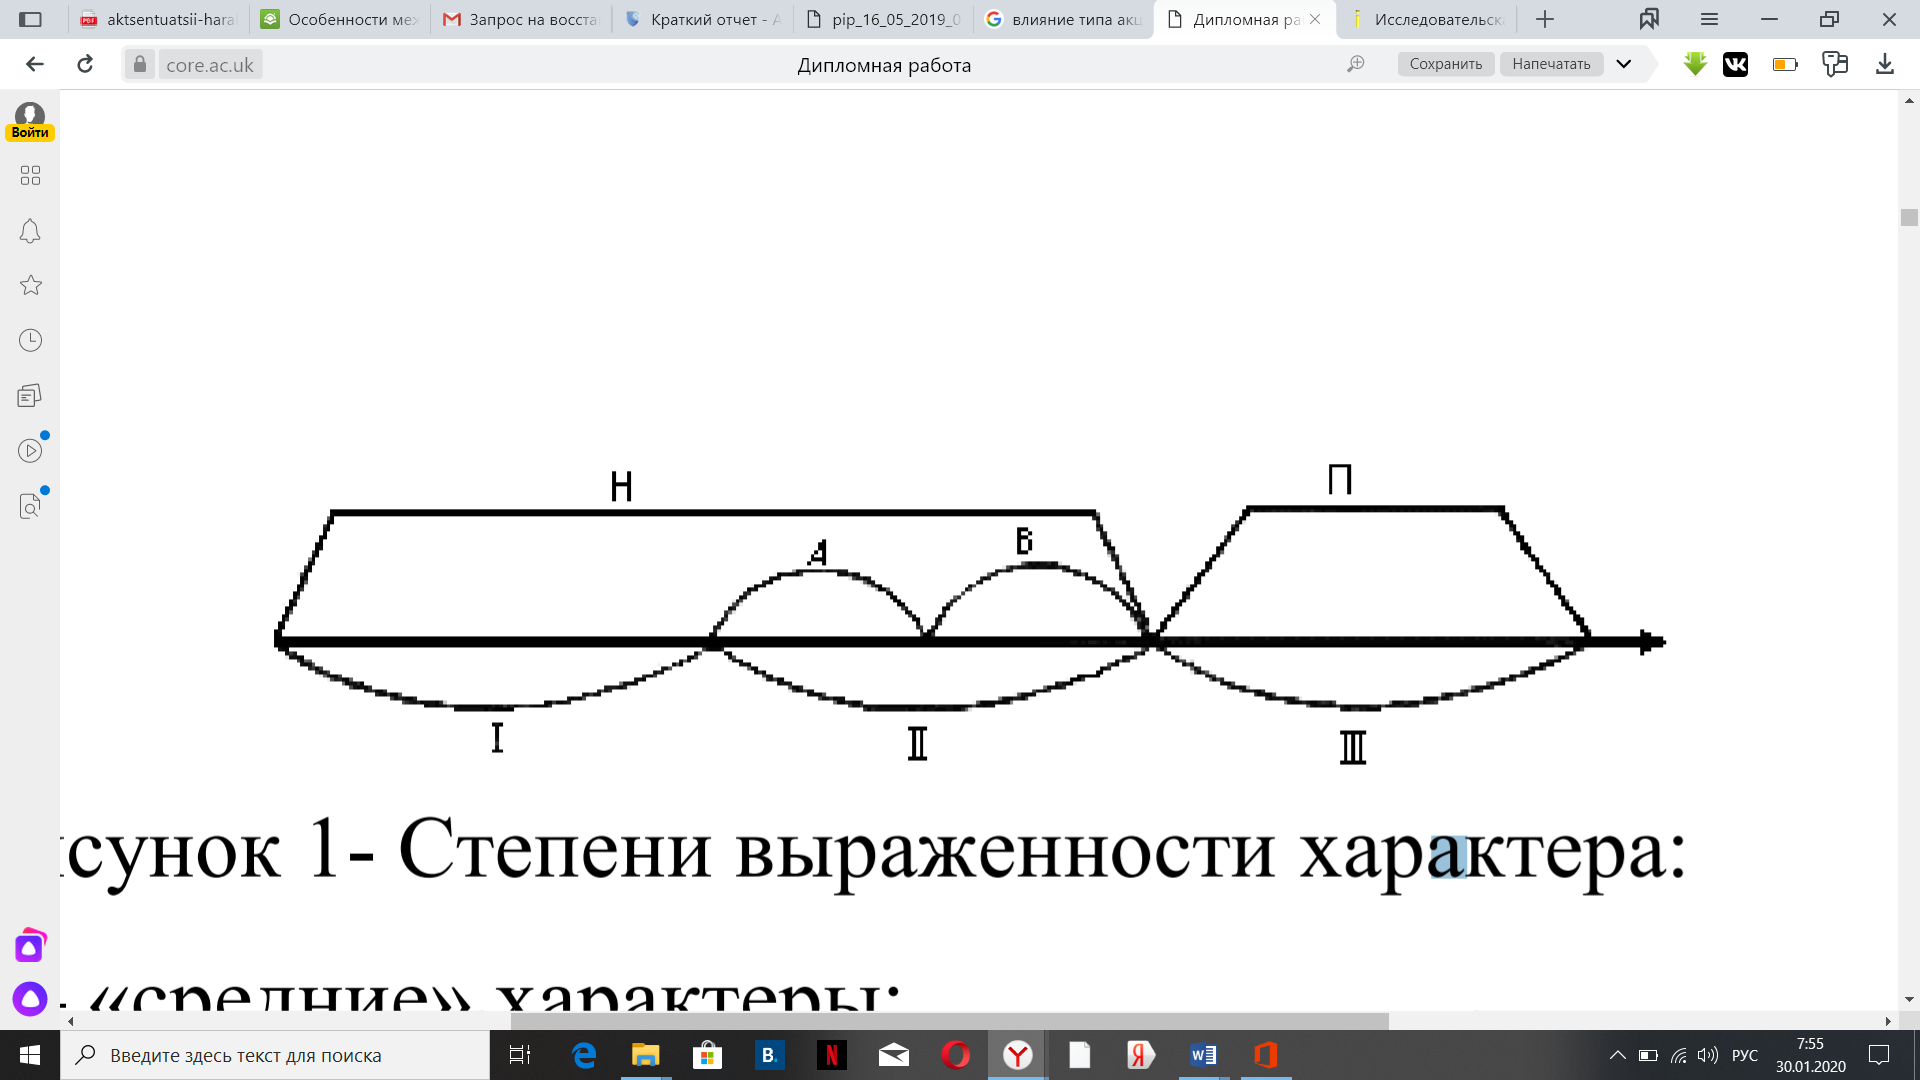 aktsentuatsii-hara
Особенности ме
Запрос на восста
Краткий отчет - А
pip_16_05_2019_0
влияние типа акц
Дипломная ра
Исследовательск
core.ac.uk
Дипломная работа
Сохранить
Напечатать
Войти
Н
П
А
В
I
II
III
сунок 1- Степени выраженности характера:
- «средние» характеры;
Введите здесь текст для поиска
B.
N
W
РУС
7:55
30.01.2020